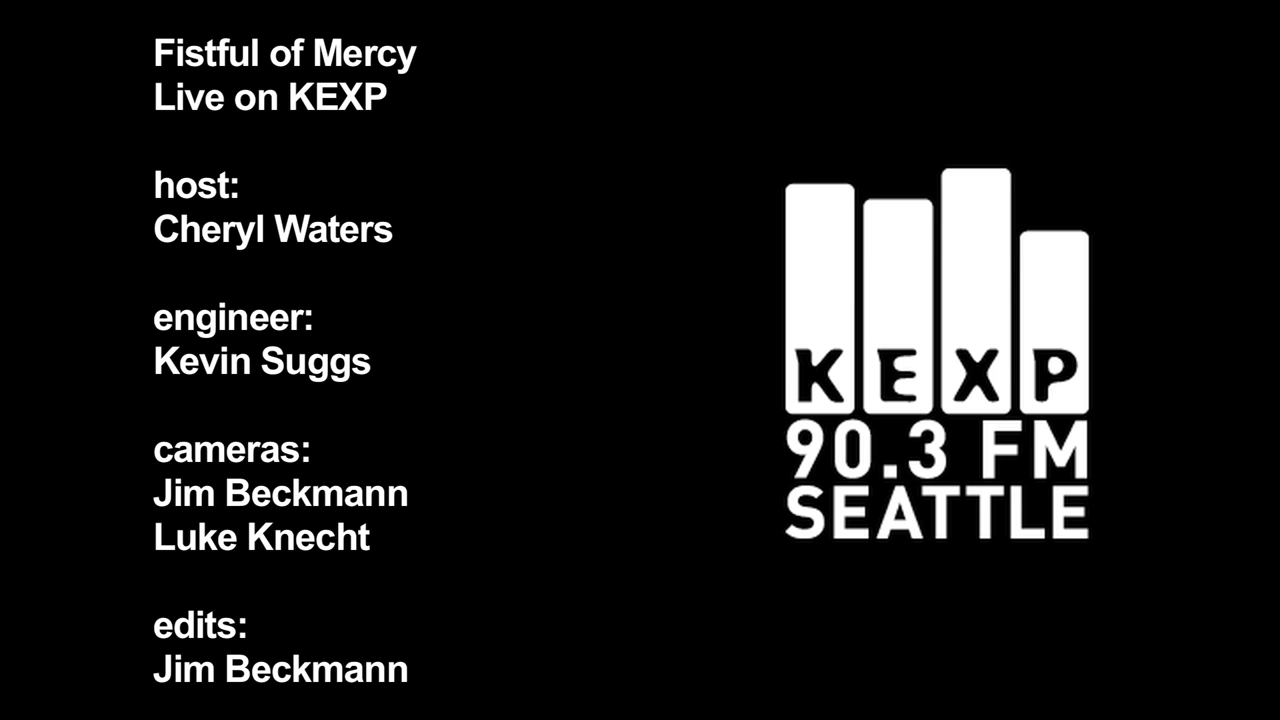 Fistful of Mercy
Live on KEXP
host:
Cheryl Waters
engineer:
Kevin Suggs
cameras:
Jim Beckmann
Luke Knecht
edits:
Jim Beckmann
KEXP
90.3 FM
SEATTLE